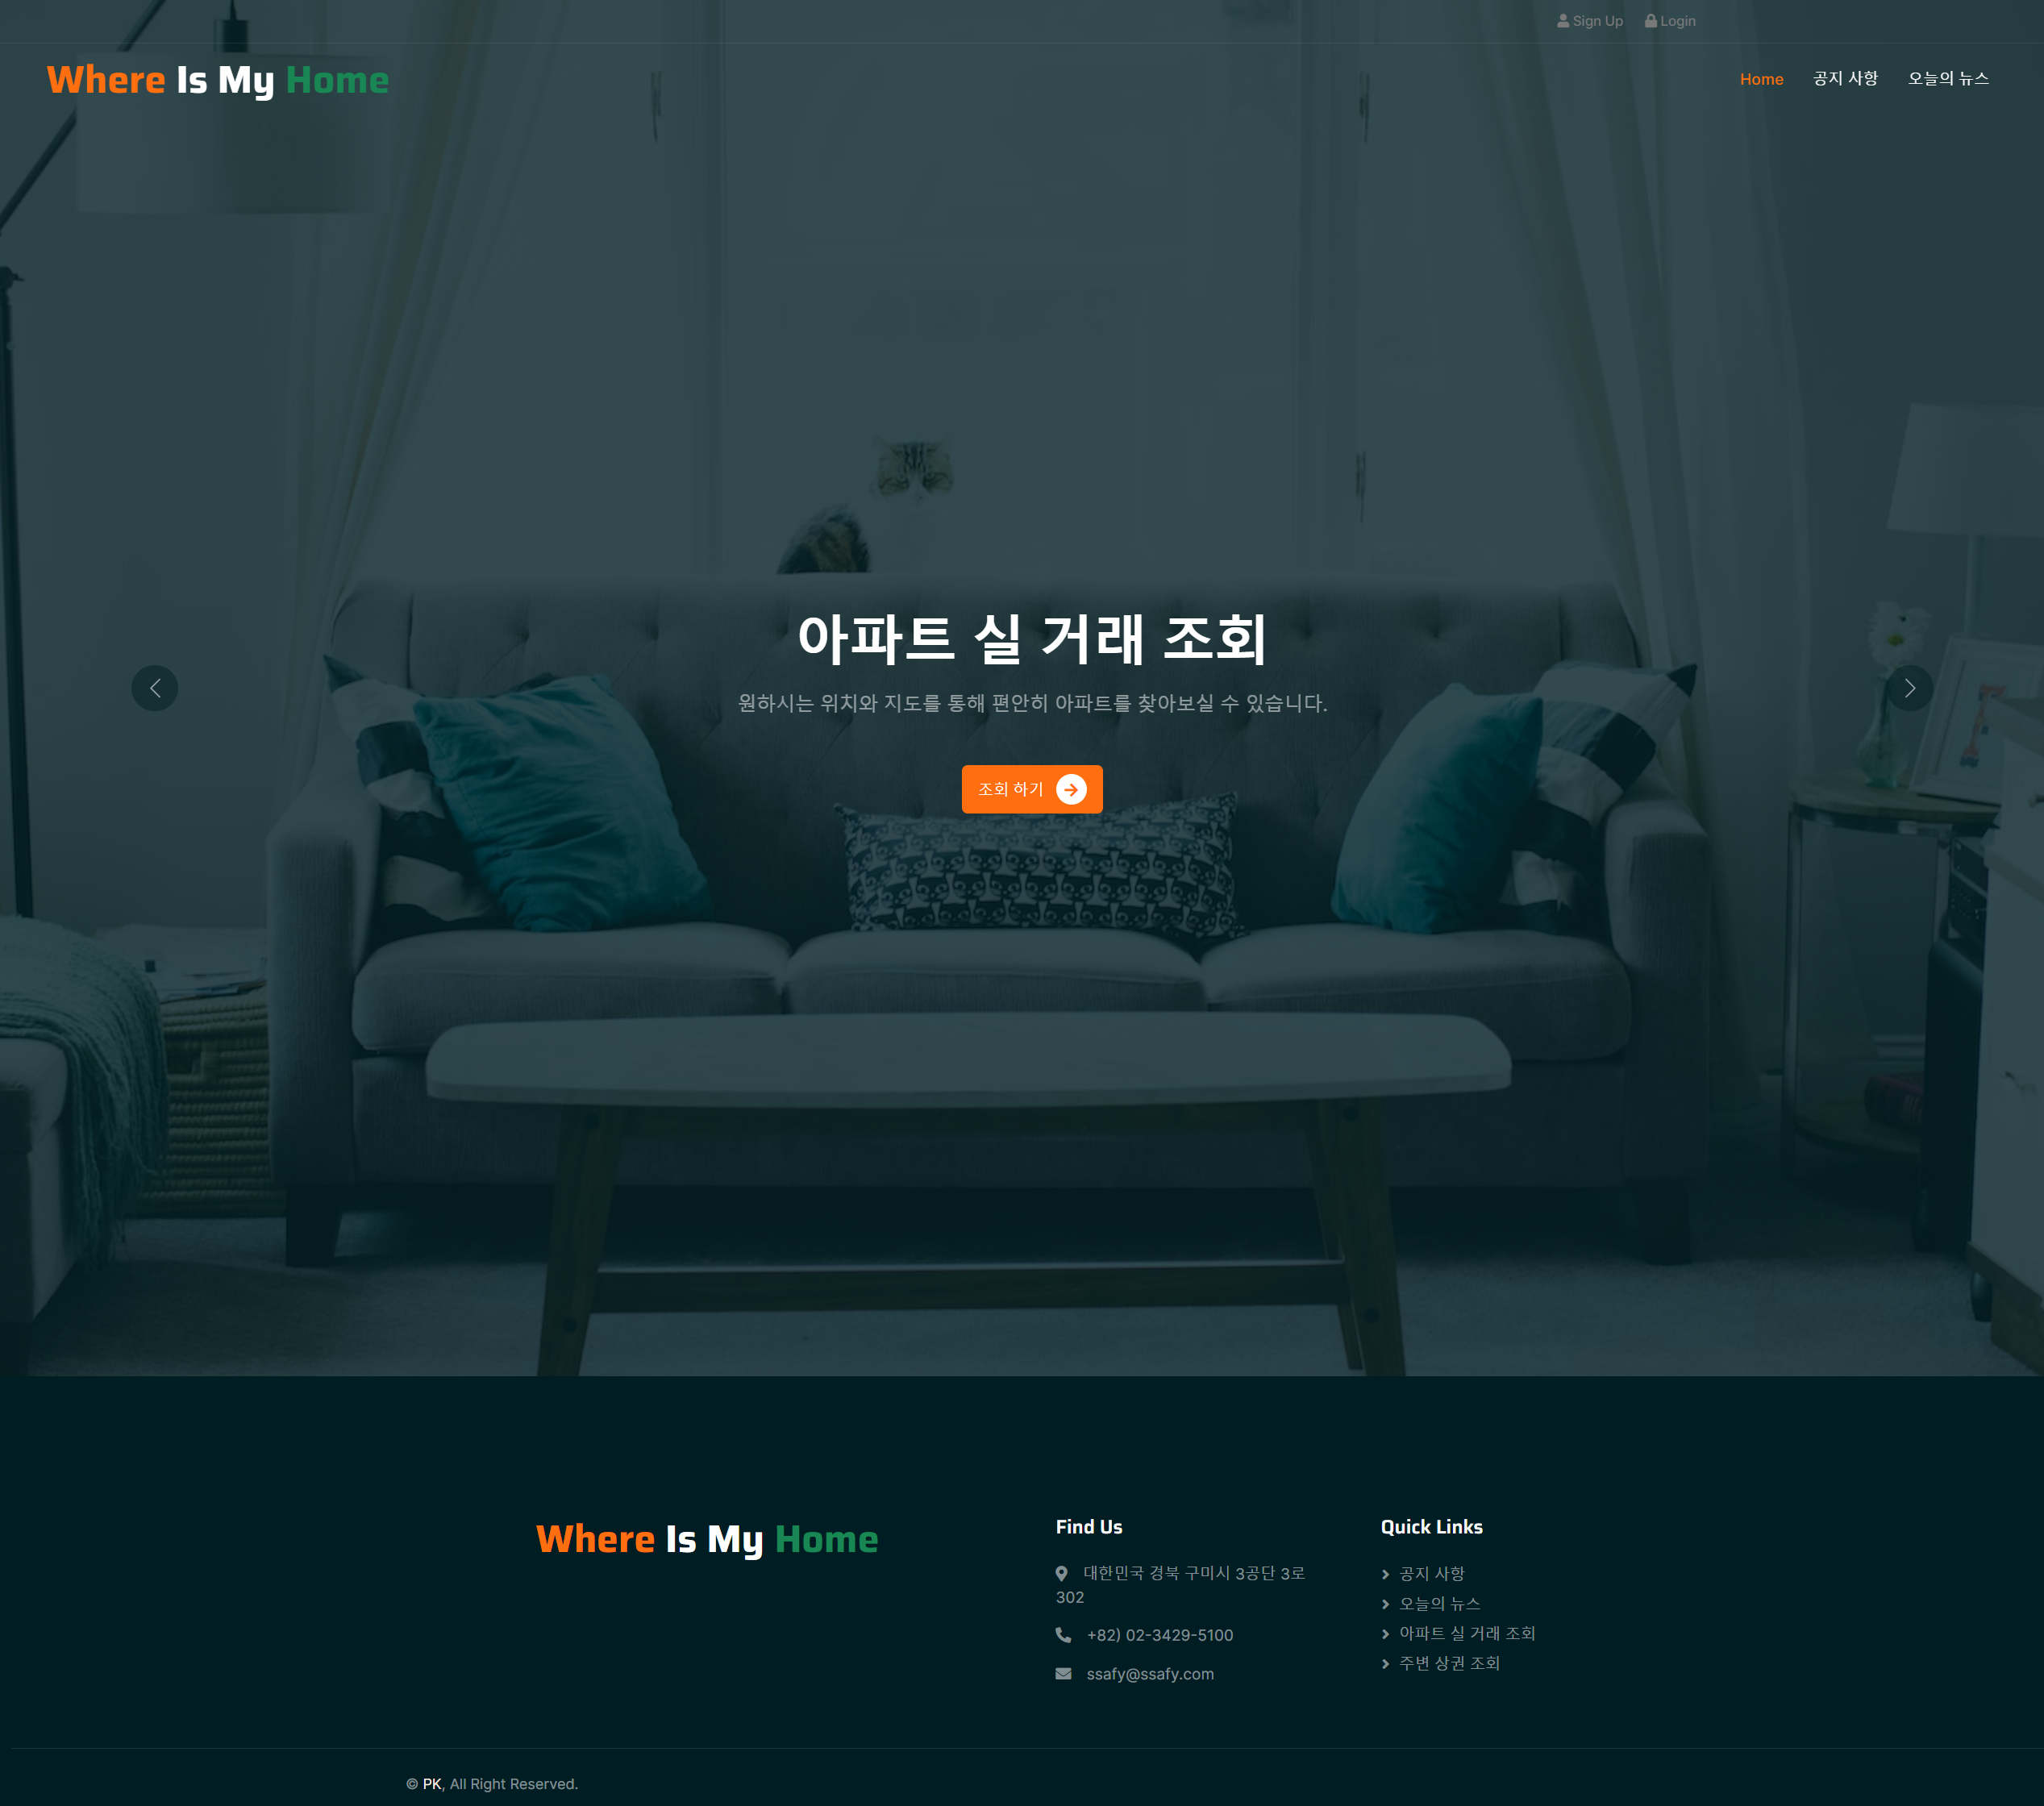 Sign Up Login
Where Is My Home
Home 공지 사항 오늘의 뉴스
아파트 실 거래 조회
원하시는 위치와 지도를 통해 편안히 아파트를 찾아보실 수 있습니다.
조회 하기
Where Is My Home
Find Us
대한민국 경북 구미시 3공단 3로
302
+82) 02-3429-5100
ssafy@ssafy.com
Quick Links
공지 사항
오늘의 뉴스
아파트 실 거래 조회
주변 상권 조회
© PK, All Right Reserved.